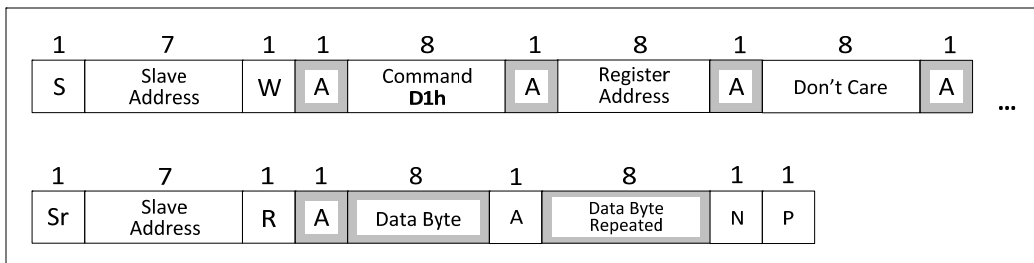 1 7 1 1 8 1 8 1 8 1
S Slave Address W A Command D1h A Register Address A Don't Care A ...
1 7 1 1 8 1 8 1 1
Sr Slave Address R A Data Byte A Data Byte Repeated N P